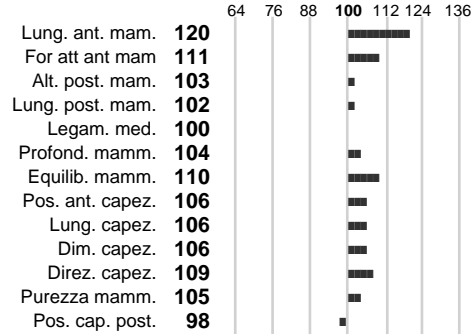 64 76 88 100 112 124 136
Lung. ant. mam. 120
For att ant mam 111
Alt. post. mam. 103
Lung. post. mam. 102
Legam. med. 100
Profond. mamm. 104
Equilib. mamm. 110
Pos. ant. capez. 106
Lung. capez. 106
Dim. capez. 106
Direz. capez. 109
Purezza mamm. 105
Pos. cap. post. 98